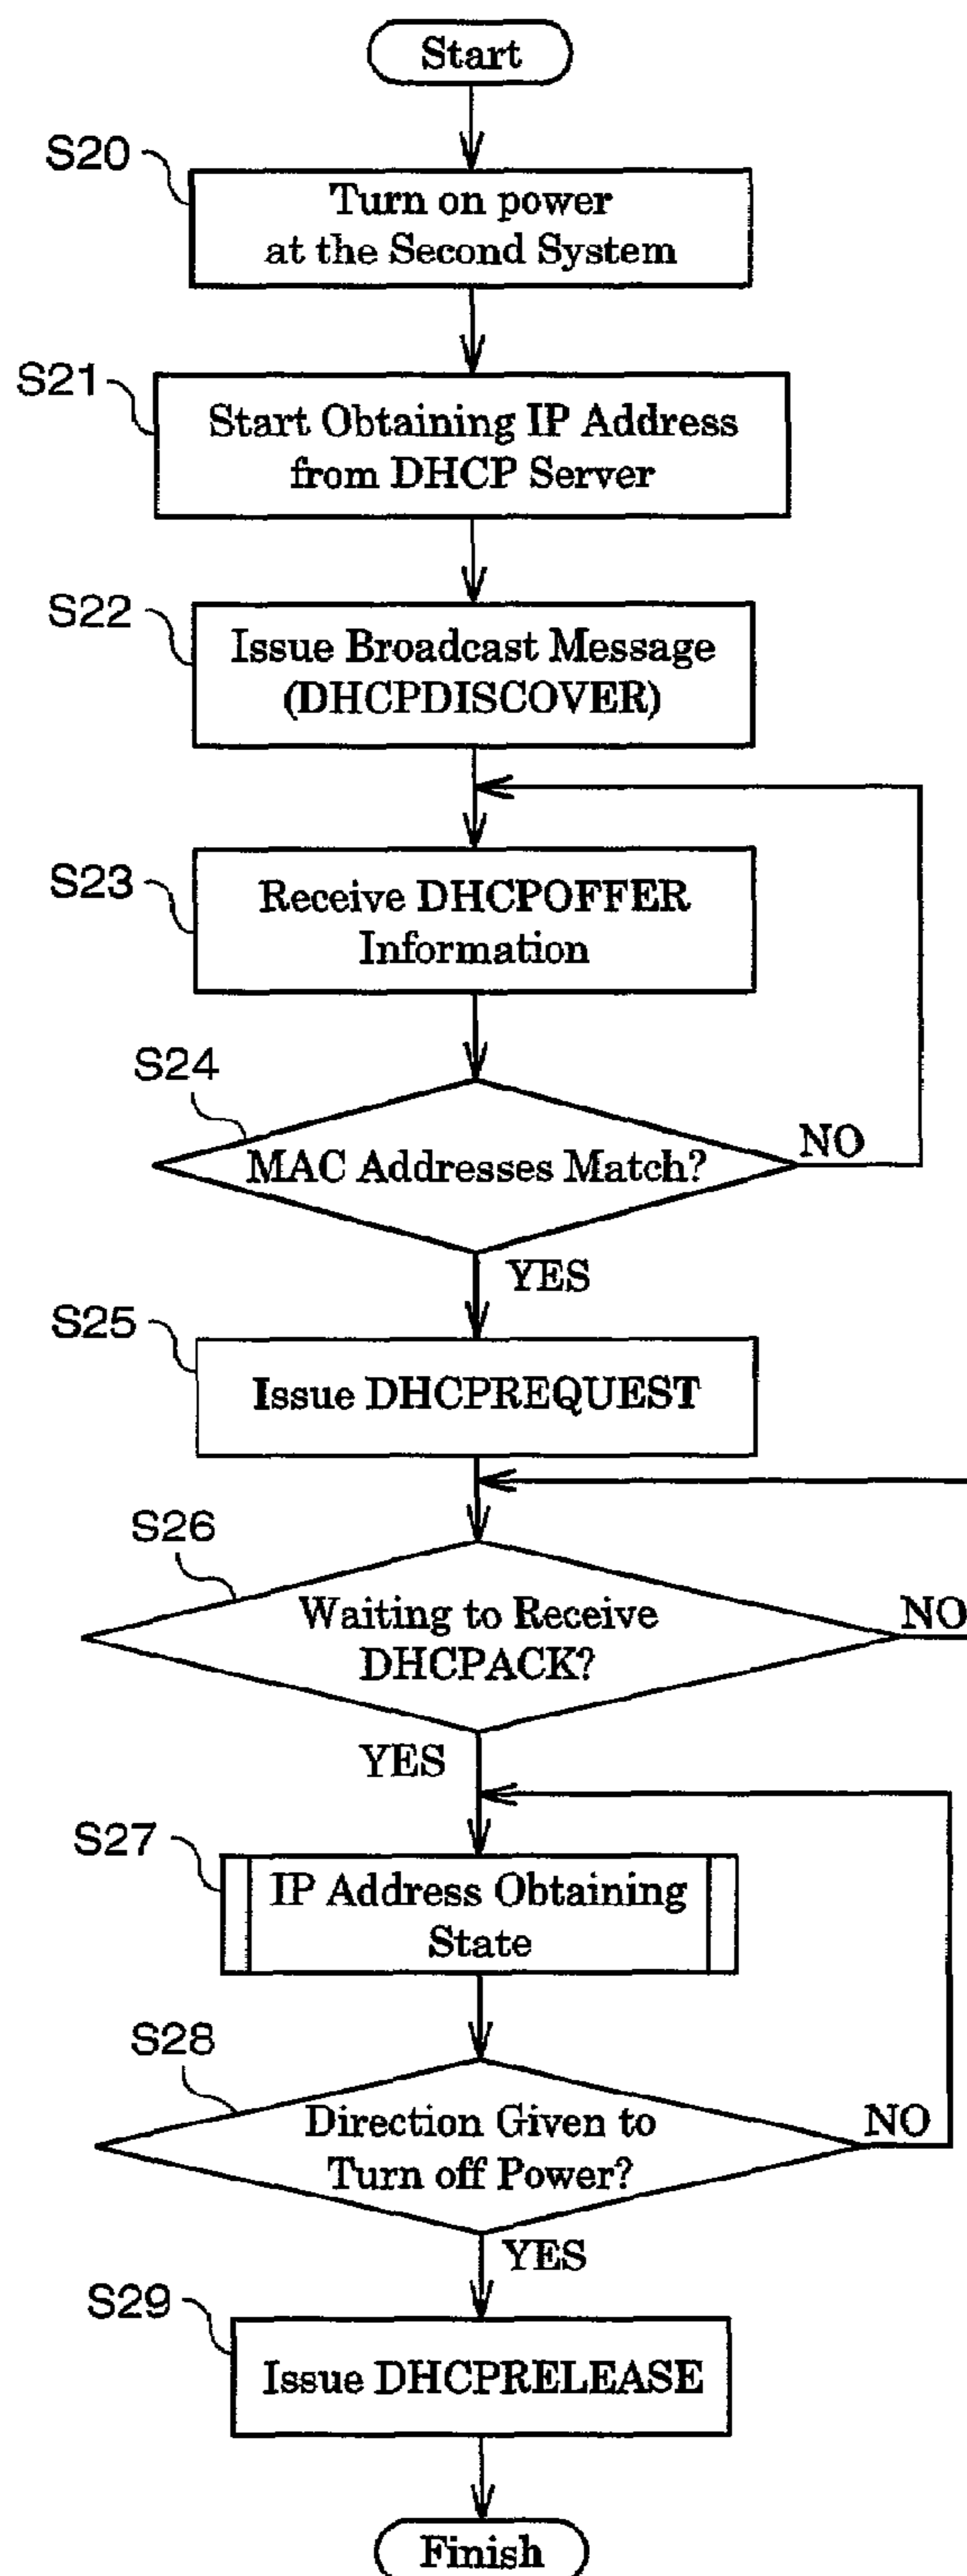 Start
S20
Turn on power
at the Second System
S21
Start Obtaining IP Address
from DHCP Server
S22
Issue Broadcast Message
(DHCPDISCOVER)
S23
Receive DHCPOFFER
Information
S24
MAC Addresses Match?
NO
YES
S25
Issue DHCPREQUEST
S26
Waiting to Receive
DHCPACK?
NO
YES
S27
IP Address Obtaining
State
S28
Direction Given to
Turn off Power?
NO
YES
S29
Issue DHCPRELEASE
Finish